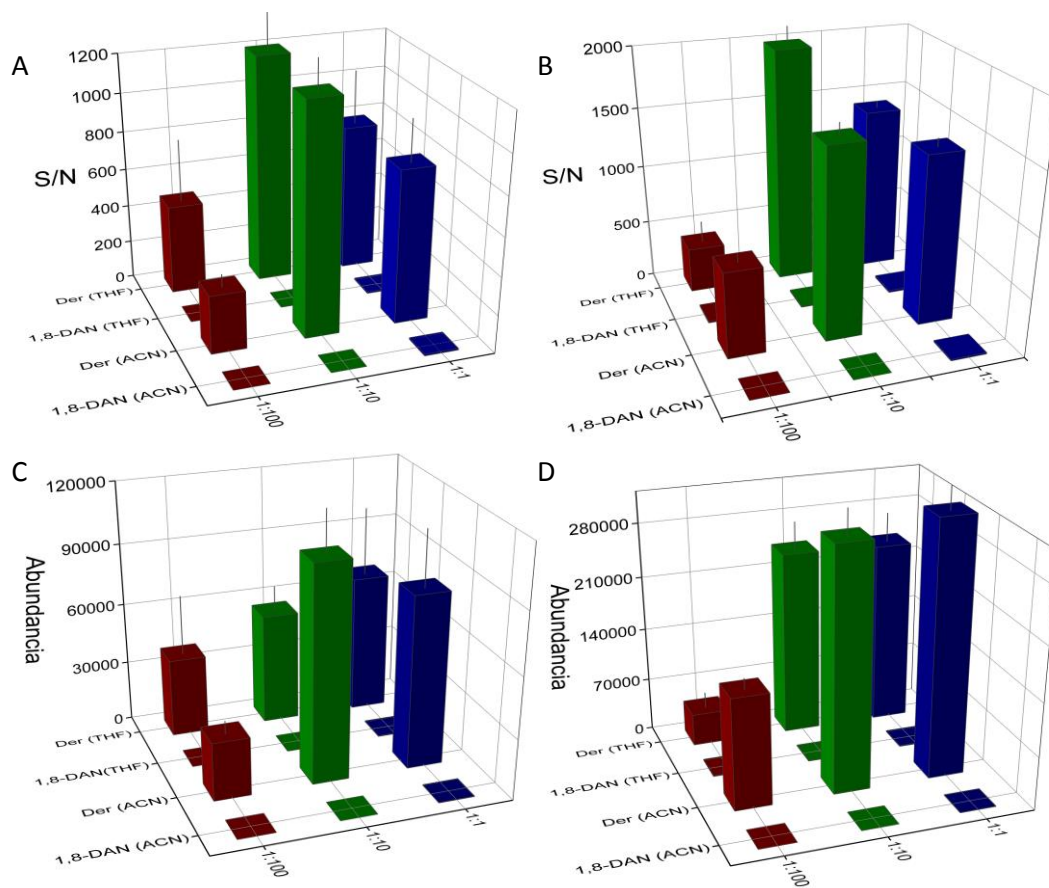 A
1200
1000
800
600
400
200
0
S/N
Der (THF)
1,8-DAN (THF)
Der (ACN)
1,8-DAN (ACN)
1:100
1:10
1:1
B
2000
1500
1000
500
0
S/N
Der (THF)
1,8-DAN (THF)
Der (ACN)
1,8-DAN (ACN)
1:100
1:10
1:1
C
120000
90000
60000
30000
0
Abundancia
Der (THF)
1,8-DAN(THF)
Der (ACN)
1,8-DAN (ACN)
1:100
1:10
1:1
D
280000
210000
140000
70000
0
Abundancia
Der (THF)
1,8-DAN (THF)
Der (ACN)
1,8-DAN (ACN)
1:100
1:10
1:1